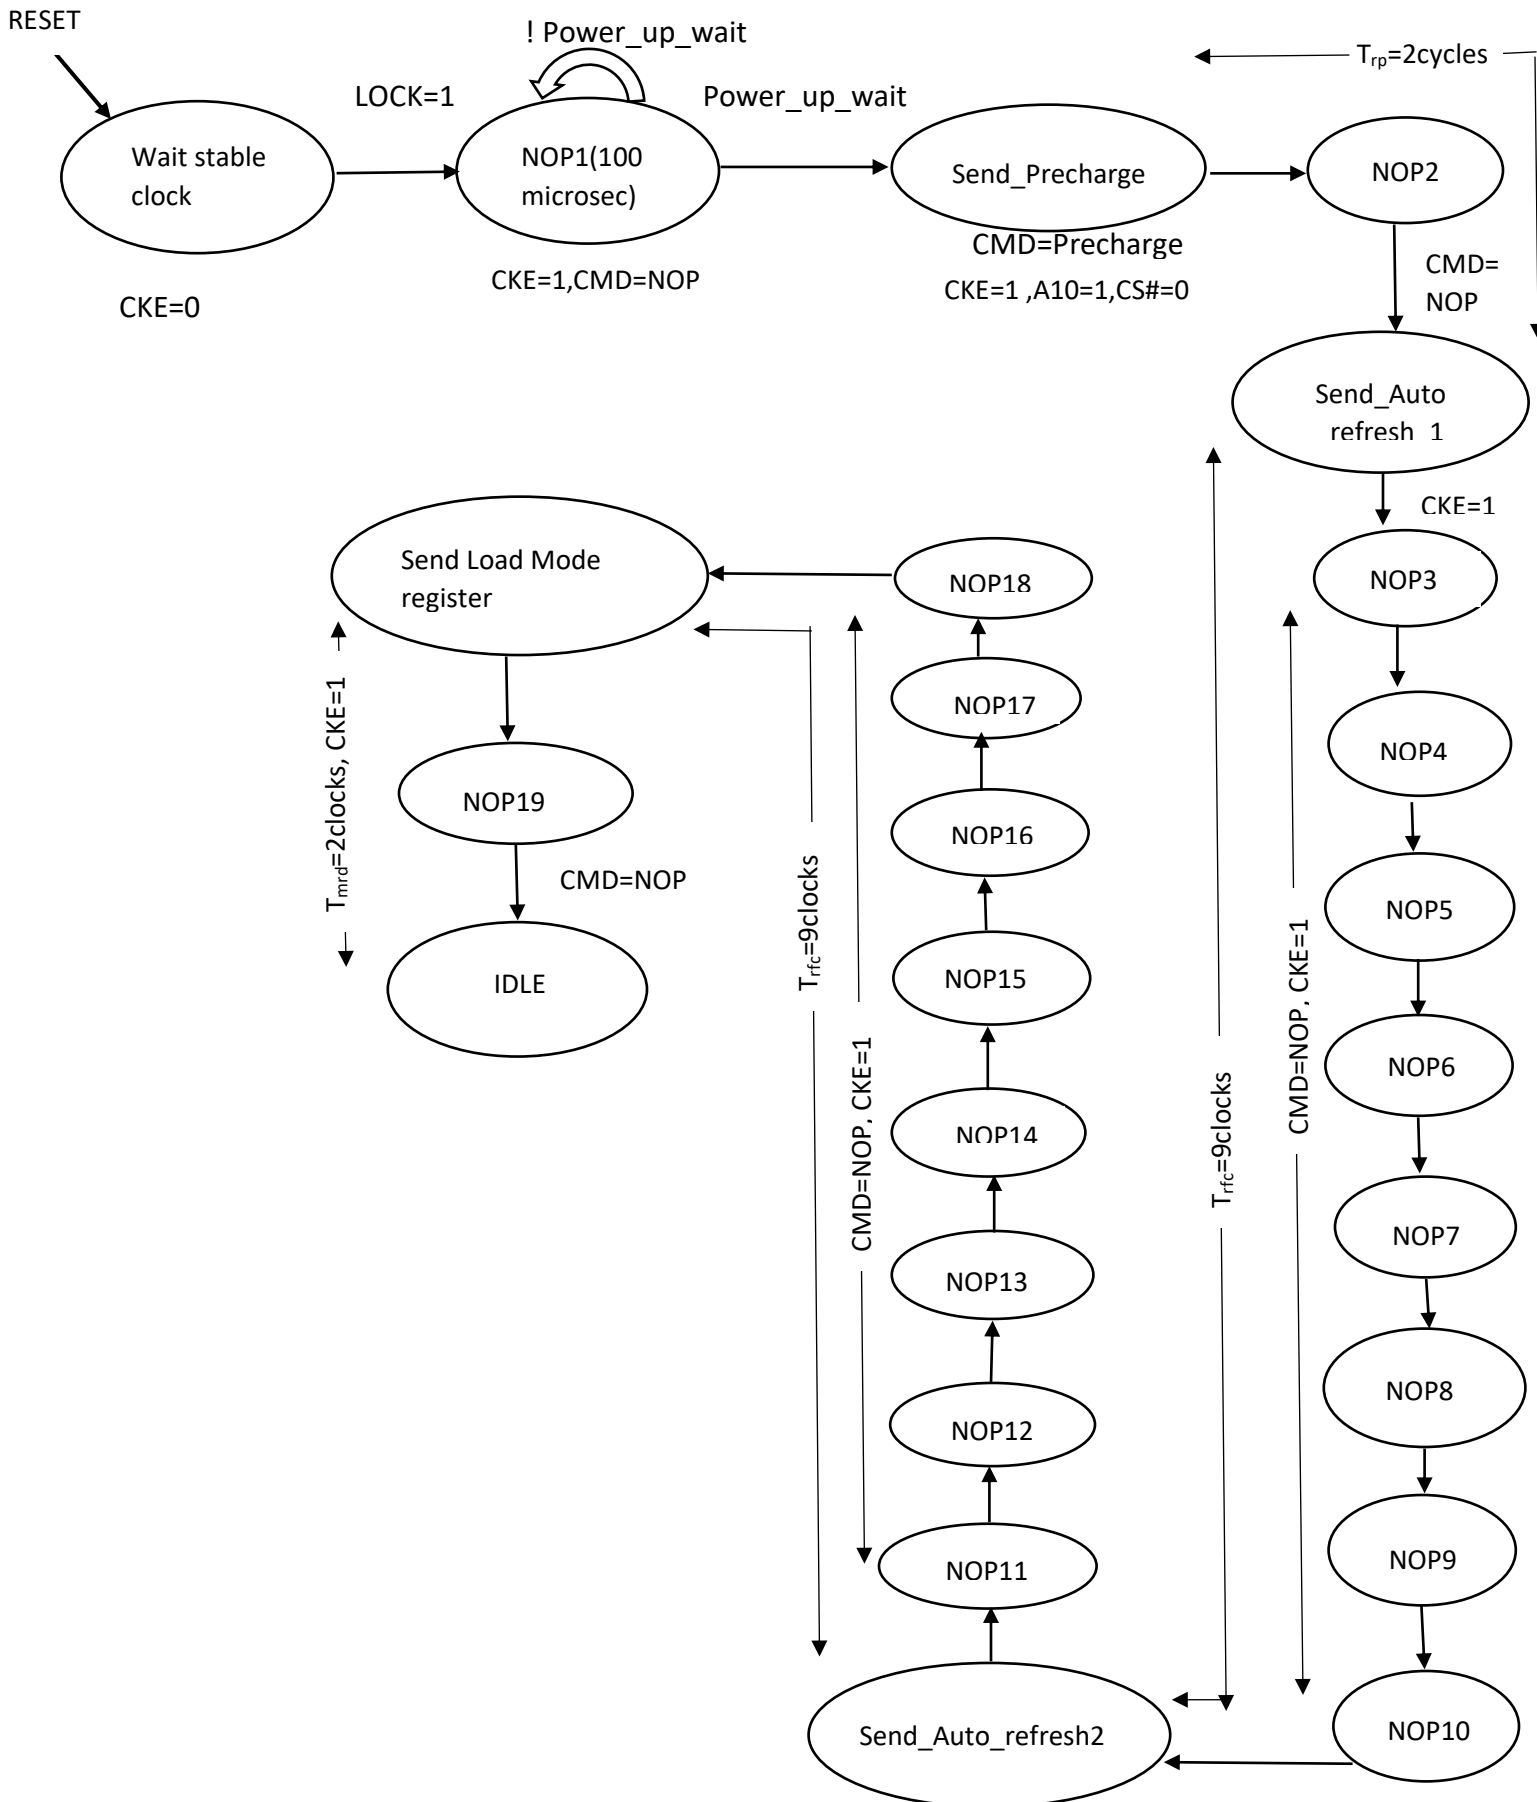 RESET
! Power_up_wait
LOCK=1
Power_up_wait
Trp=2cycles
Wait stable
clock
NOP1(100
microsec)
Send_Precharge
NOP2
CKE=0
CKE=1,CMD=NOP
CMD=Precharge
CKE=1 ,A10=1,CS#=0
CMD=
NOP
Send_Auto
refresh_1
CKE=1
NOP3
NOP4
NOP5
NOP6
NOP7
NOP8
NOP9
NOP10
CMD=NOP, CKE=1
Trfc=9clocks
Send_Auto_refresh2
NOP11
NOP12
NOP13
NOP14
NOP15
NOP16
NOP17
NOP18
CMD=NOP, CKE=1
Trfc=9clocks
Send Load Mode
register
Tmrd=2clocks, CKE=1
NOP19
CMD=NOP
IDLE